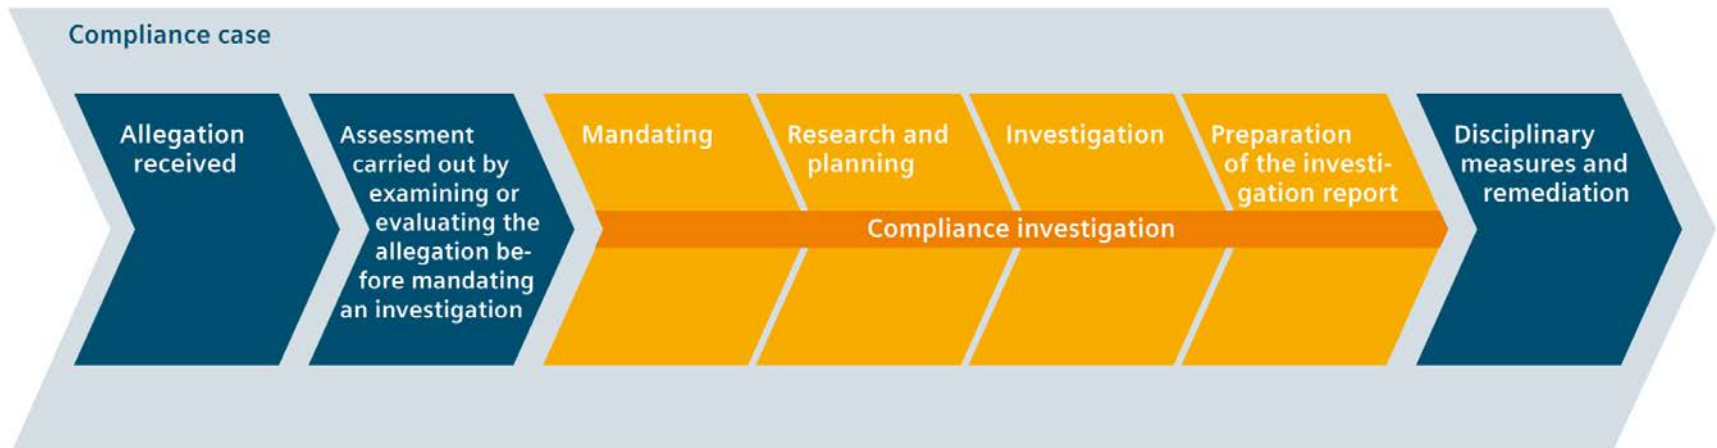 Compliance case
Allegation
received
Assessment
carried out by
examining or
evaluating the
allegation be-
fore mandating
an investigation
Mandating
Research and
planning
Investigation
Preparation
of the investi-
gation report
Compliance investigation
Disciplinary
measures and
remediation